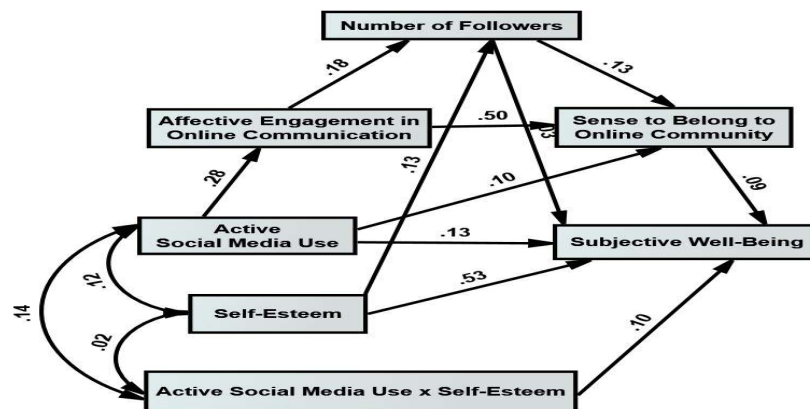 Number of Followers
.18
.13
Affective Engagement in
Online Communication
.50
.03
Sense to Belong to
Online Community
.28
.13
.10
.09
Active
Social Media Use
.13
Subjective Well-Being
.12
.53
Self-Esteem
.14
.02
.10
Active Social Media Use x Self-Esteem